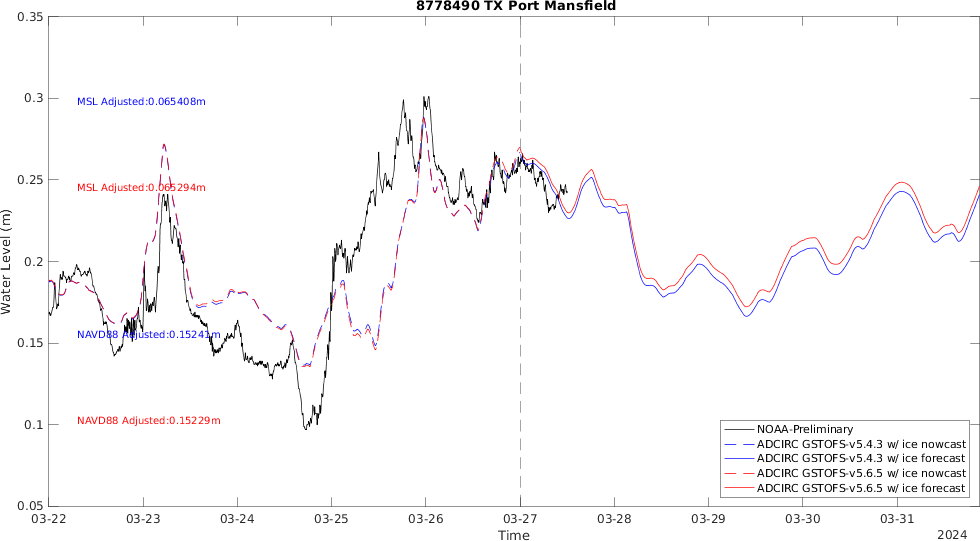 8778490 TX Port Mansfield
0.35
0.3
0.25
0.2
0.15
0.1
0.05
Water Level (m)
MSL Adjusted:0.065408m
MSL Adjusted:0.065294m
NAVD88 Adjusted:0.15241m
NAVD88 Adjusted:0.15229m
NOAA-Preliminary
ADCIRC GSTOFS-v5.4.3 w/ ice nowcast
ADCIRC GSTOFS-v5.4.3 w/ ice forecast
ADCIRC GSTOFS-v5.6.5 w/ ice nowcast
ADCIRC GSTOFS-v5.6.5 w/ ice forecast
03-22 03-23 03-24 03-25 03-26 03-27 03-28 03-29 03-30 03-31
Time
2024